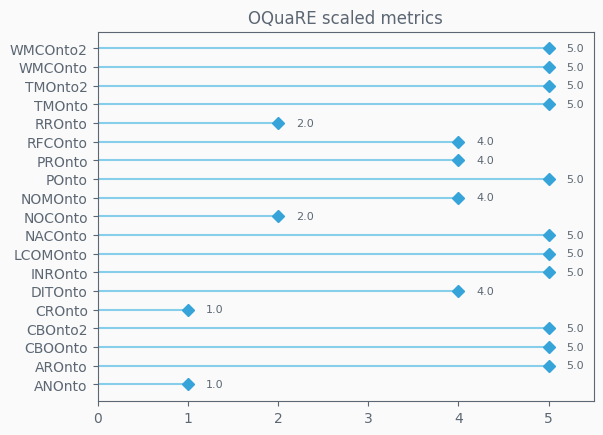 OQuaRE scaled metrics
WMCOnto2 5.0
WMCOnto 5.0
TMOnto2 5.0
TMOnto 5.0
RROnto 2.0
RFCOnto 4.0
PROnto 4.0
POnto 5.0
NOMOnto 4.0
NOCOnto 2.0
NACOnto 5.0
LCOMOnto 5.0
INROnto 5.0
DITOnto 4.0
CROnto 1.0
CBOnto2 5.0
CBOOnto 5.0
AROnto 5.0
ANOnto 1.0
0 1 2 3 4 5